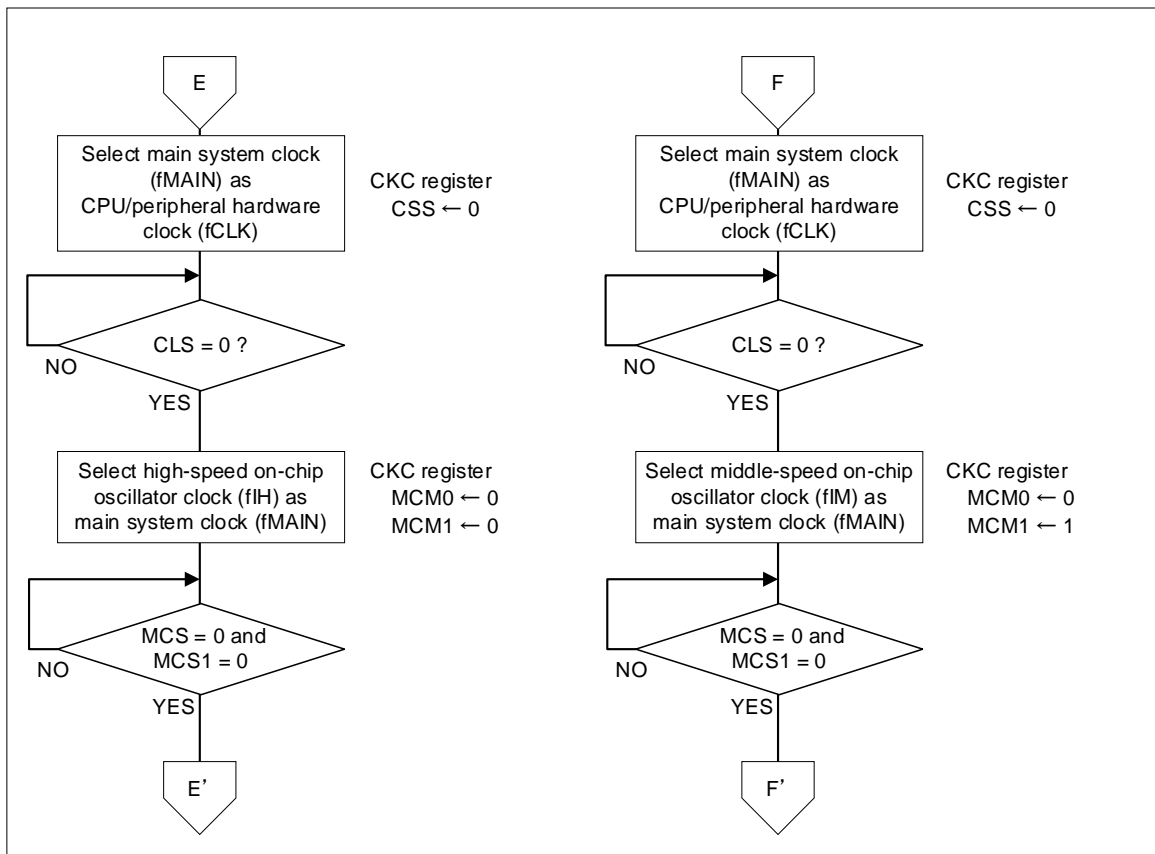 E
Select main system clock
(fMAIN) as
CPU/peripheral hardware
clock (fCLK)
CKC register
CSS ← 0
CLS = 0 ?
NO
YES
Select high-speed on-chip
oscillator clock (fIH) as
main system clock (fMAIN)
CKC register
MCM0 ← 0
MCM1 ← 0
MCS = 0 and
MCS1 = 0
NO
YES
E’
F
Select main system clock
(fMAIN) as
CPU/peripheral hardware
clock (fCLK)
CKC register
CSS ← 0
CLS = 0 ?
NO
YES
Select middle-speed on-chip
oscillator clock (fIM) as
main system clock (fMAIN)
CKC register
MCM0 ← 0
MCM1 ← 1
MCS = 0 and
MCS1 = 0
NO
YES
F’